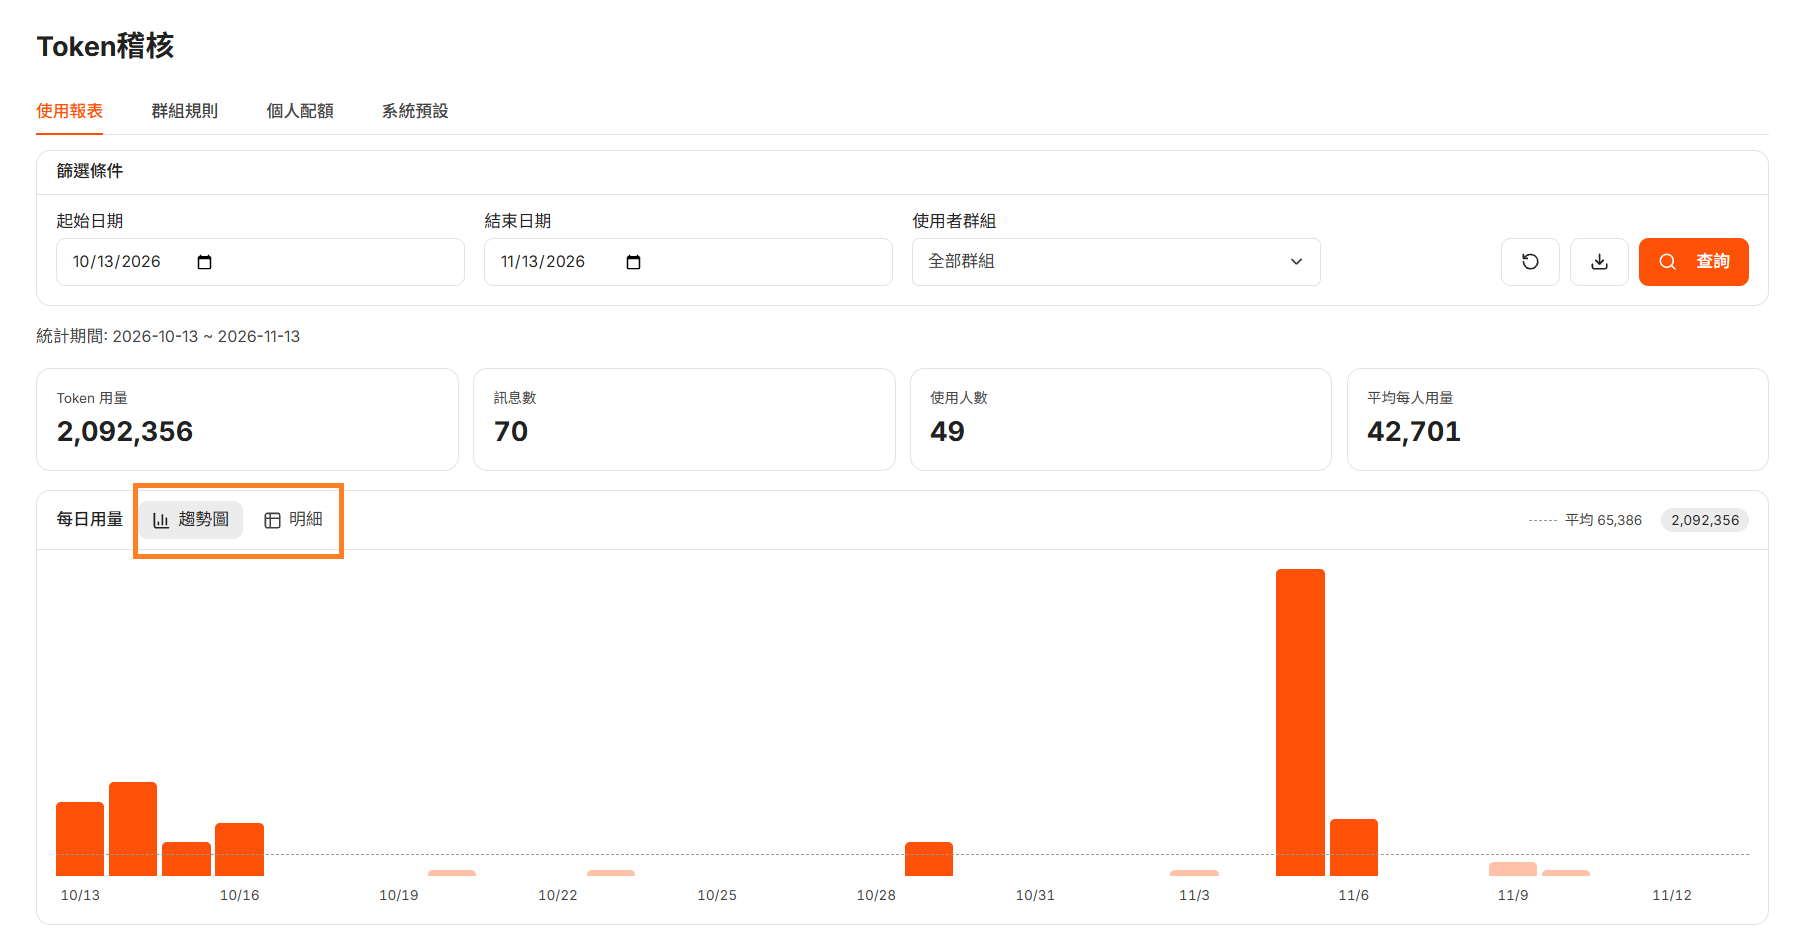 Token稽核
使用報表 群組規則 個人配額 系統預設
篩選條件
起始日期 結束日期 使用者群組
10/13/2026 11/13/2026 全部群組 查詢
統計期間: 2026-10-13 ~ 2026-11-13
Token 用量 訊息數 使用人數 平均每人用量
2,092,356 70 49 42,701
每日用量 趨勢圖 明細 平均 65,386 2,092,356
10/13 10/16 10/19 10/22 10/25 10/28 10/31 11/3 11/6 11/9 11/12